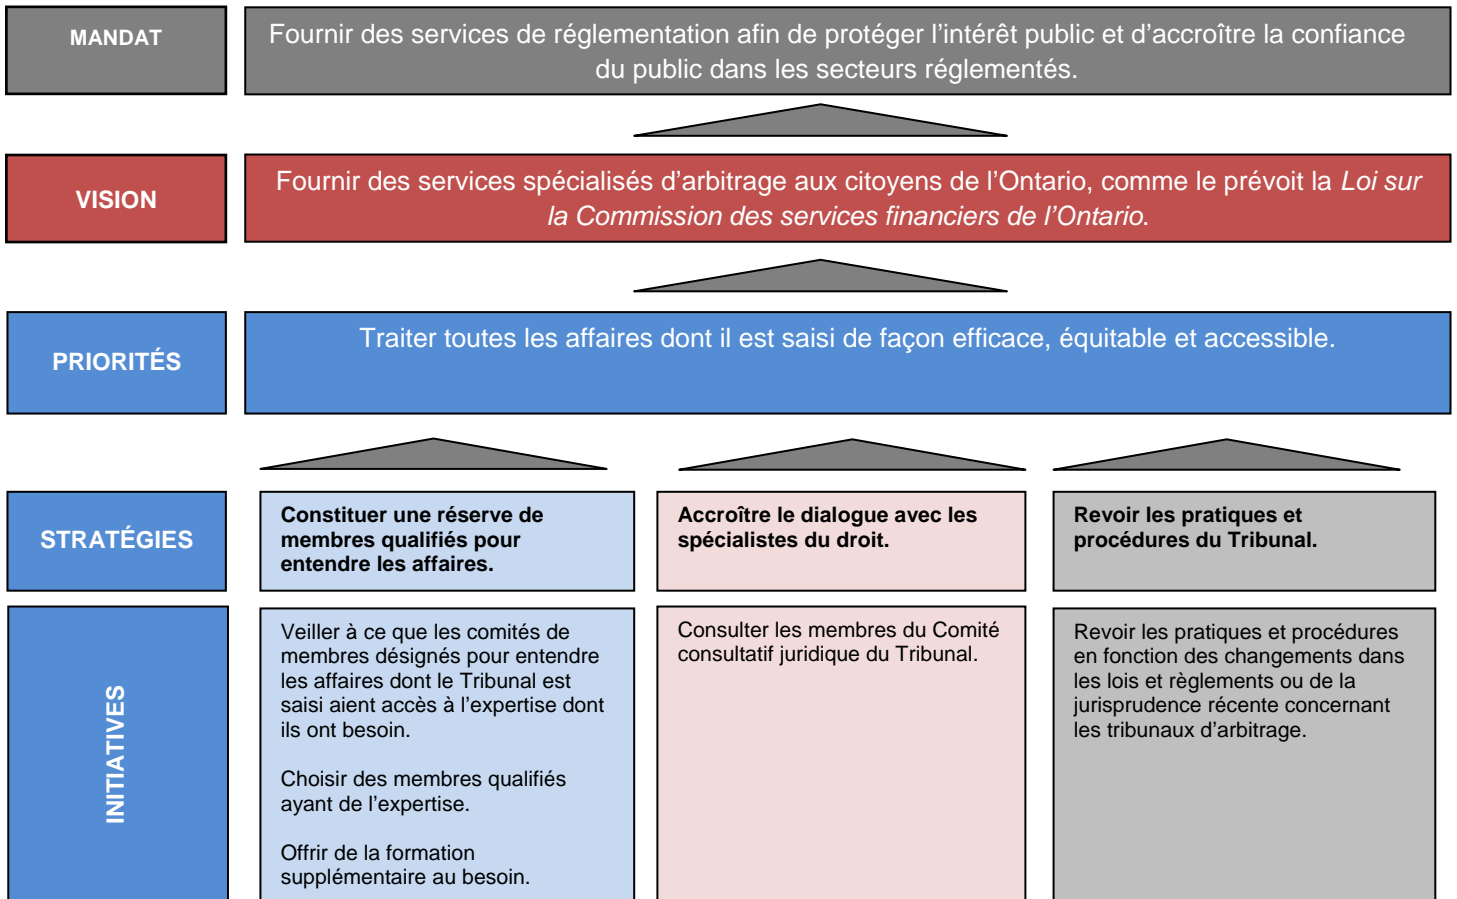 MANDAT
Fournir des services de réglementation afin de protéger l’intérêt public et d’accroître la confiance
du public dans les secteurs réglementés.
VISION
Fournir des services spécialisés d’arbitrage aux citoyens de l’Ontario, comme le prévoit la Loi sur
la Commission des services financiers de l’Ontario.
PRIORITÉS
Traiter toutes les affaires dont il est saisi de façon efficace, équitable et accessible.
STRATÉGIES
Constituer une réserve de
membres qualifiés pour
entendre les affaires.
Accroître le dialogue avec les
spécialistes du droit.
Revoir les pratiques et
procédures du Tribunal.
INITIATIVES
Veiller à ce que les comités de
membres désignés pour entendre
les affaires dont le Tribunal est
saisi aient accès à l’expertise dont
ils ont besoin.
Choisir des membres qualifiés
ayant de l’expertise.
Offrir de la formation
supplémentaire au besoin.
Consulter les membres du Comité
consultatif juridique du Tribunal.
Revoir les pratiques et procédures
en fonction des changements dans
les lois et règlements ou de la
jurisprudence récente concernant
les tribunaux d’arbitrage.